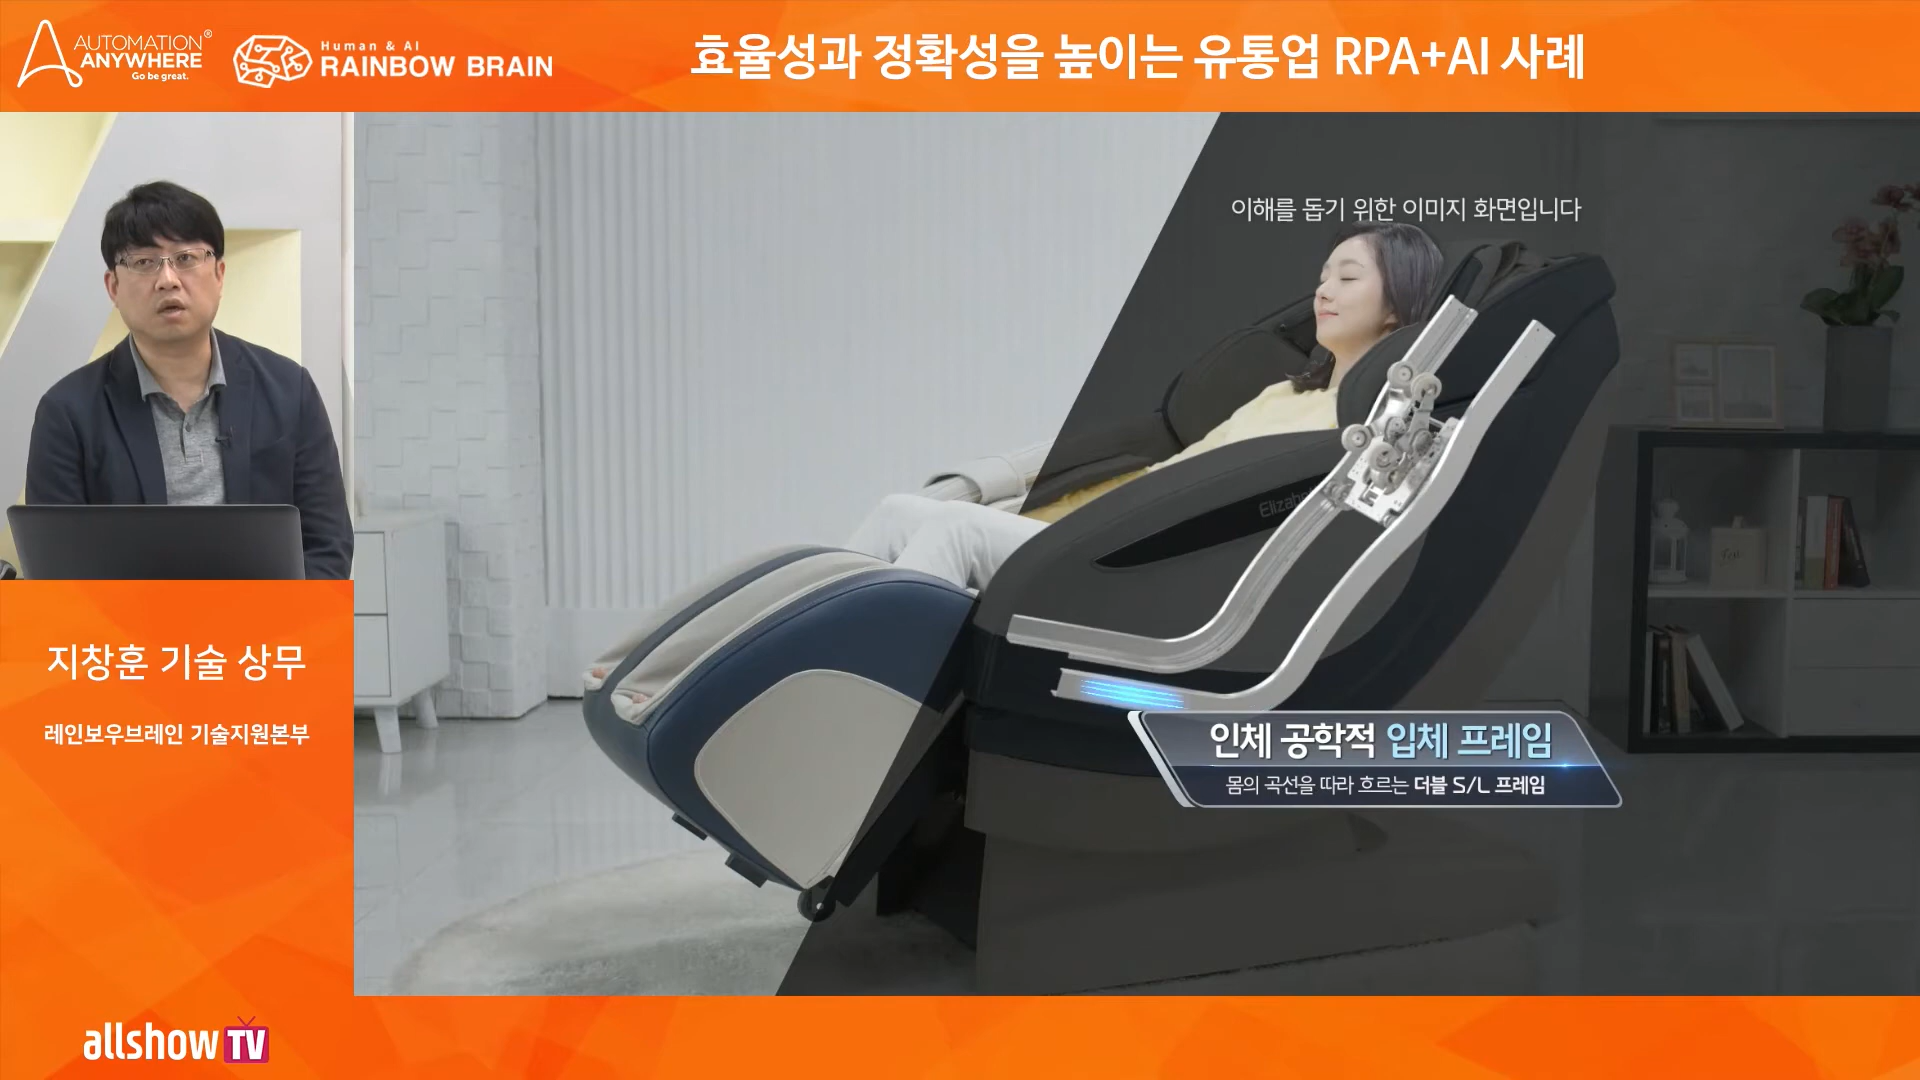 AUTOMATION
ANYWHERE
Go be great.
Human & AI
RAINBOW BRAIN
효율성과 정확성을 높이는 유통업 RPA+AI 사례
이해를 돕기 위한 이미지 화면입니다
인체 공학적 입체 프레임
몸의 곡선을 따라 흐르는 더블 S/L 프레임
지창훈 기술 상무
레인보우브레인 기술지원본부
allshow TV